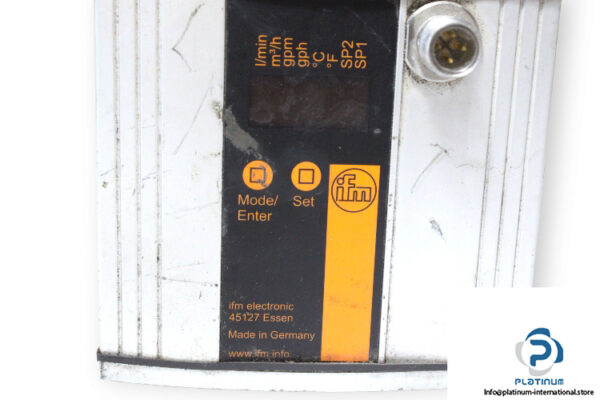 l/min
m³/h
gpm
gph
°C
°F
SP2
SP1
Mode/ Set
Enter
ifm
ifm electronic
45127 Essen
Made in Germany
www.ifm.info
PLATINUM
Info@platinum-international.store